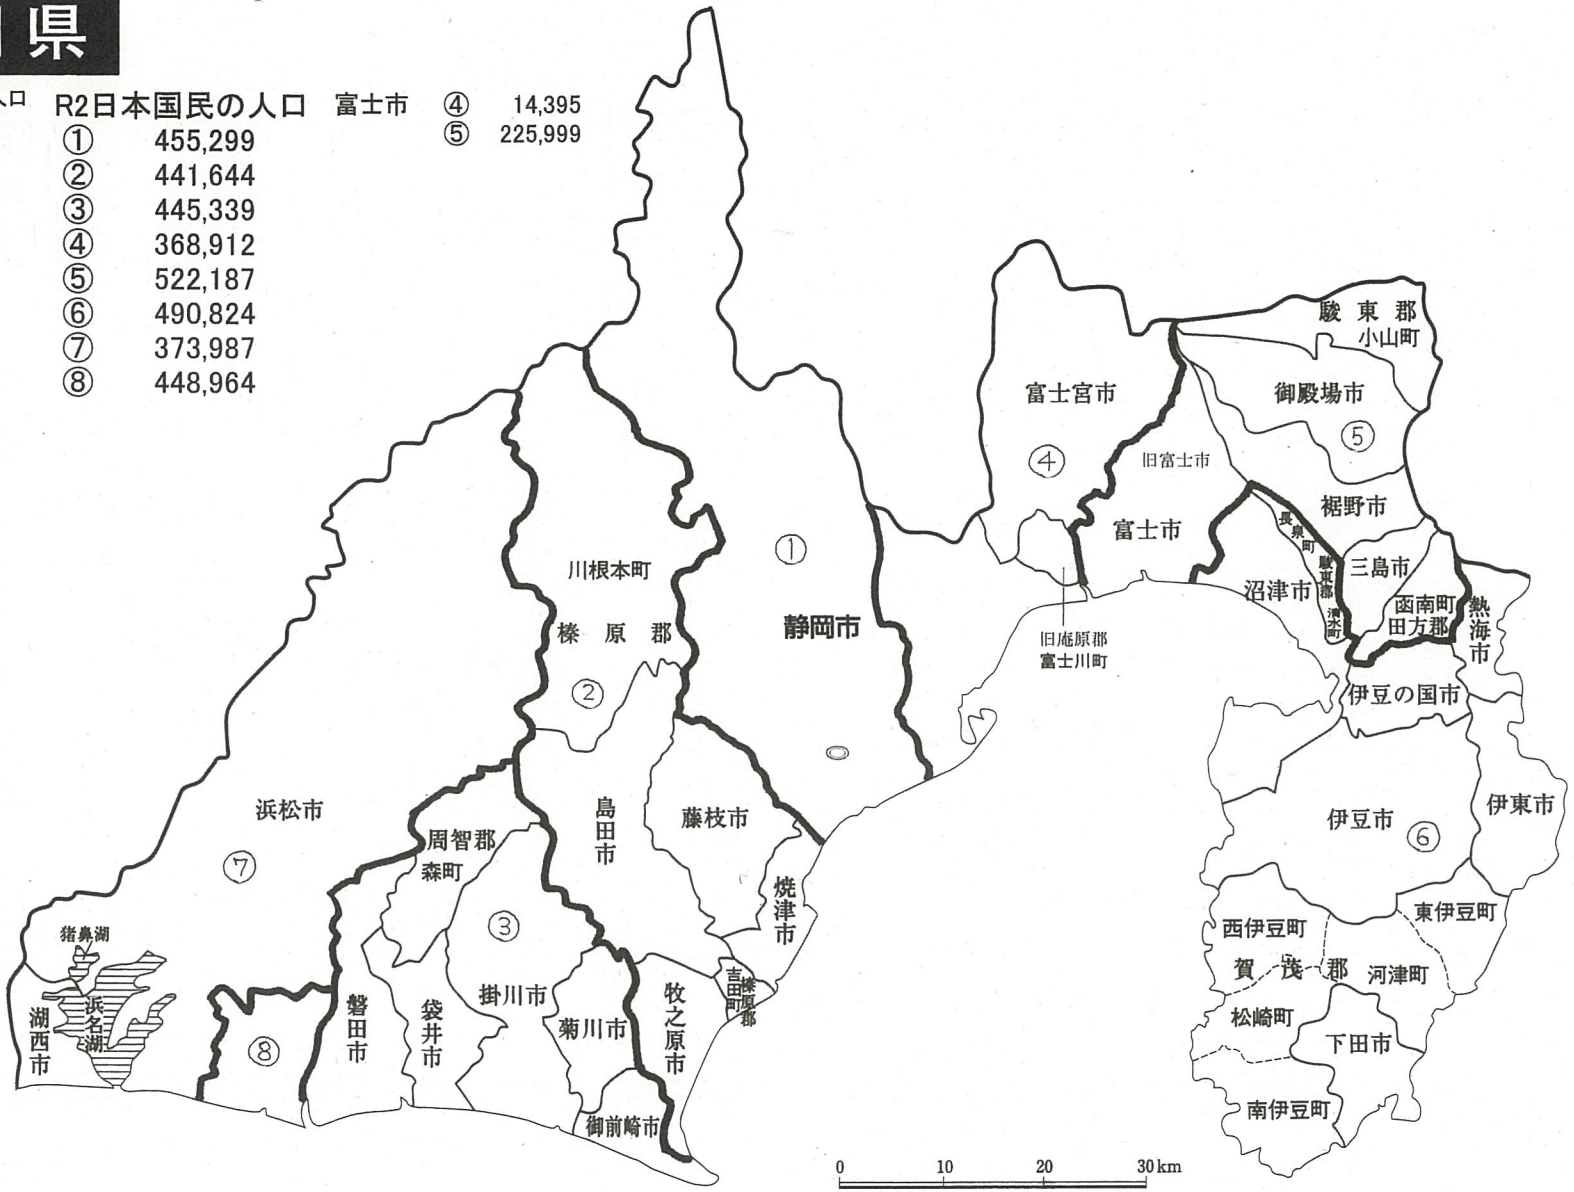 県
人口
R2日本国民の人口 富士市 ④ 14,395
⑤ 225,999
① 455,299
② 441,644
③ 445,339
④ 368,912
⑤ 522,187
⑥ 490,824
⑦ 373,987
⑧ 448,964
駿東郡
小山町
御殿場市
⑤
富士宮市
④
旧富士市
富士市
裾野市
長泉町
駿東郡
清水町
沼津市
三島市
函南町
田方郡
熱海市
旧庵原郡
富士川町
伊豆の国市
①
静岡市
川根本町
榛原郡
②
伊東市
伊豆市
⑥
浜松市
⑦
島田市
藤枝市
焼津市
周智郡
森町
③
東伊豆町
西伊豆町
賀茂郡
河津町
松崎町
下田市
南伊豆町
猪鼻湖
浜名湖
湖西市
⑧
磐田市
袋井市
掛川市
菊川市
牧之原市
吉田町
榛原郡
御前崎市
0 10 20 30km